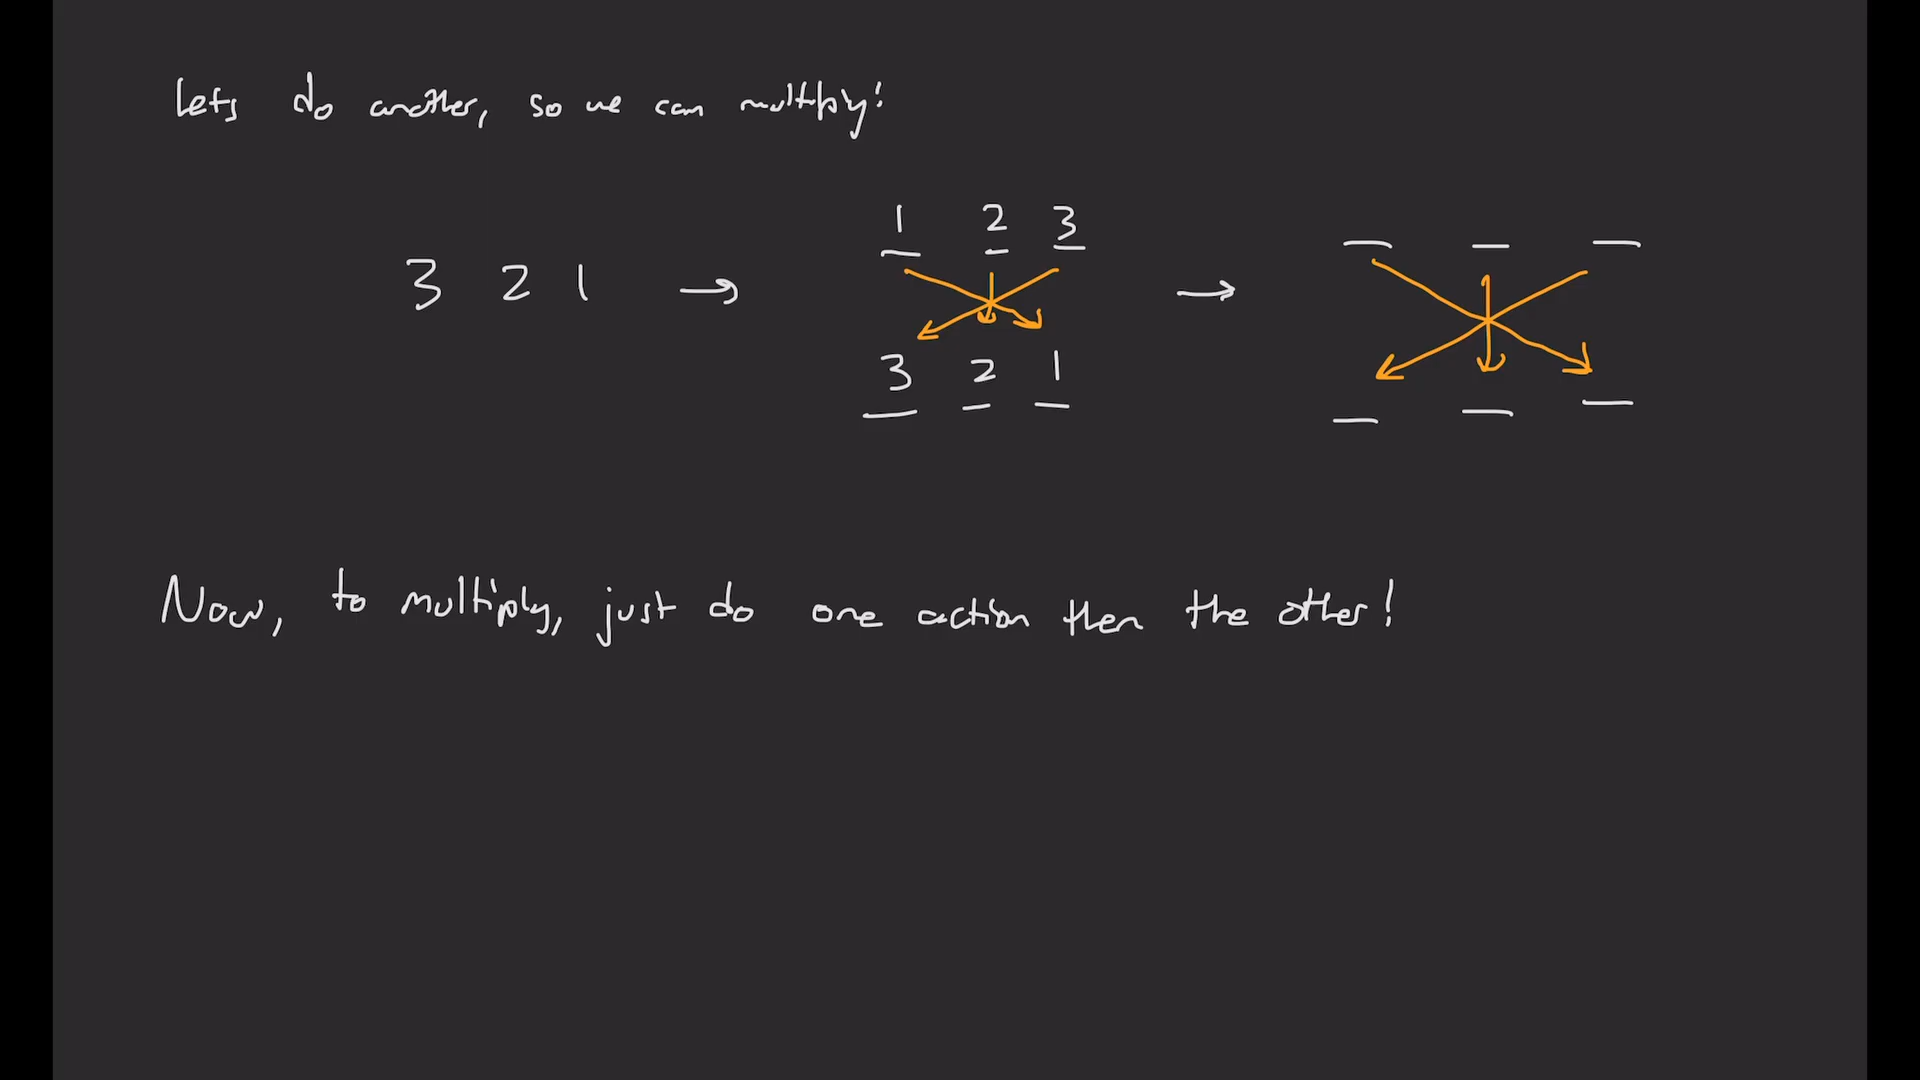 Lets do another, so we can multiply!
1 2 3
3 2 1 → →
3 2 1
Now, to multiply, just do one action then the other!